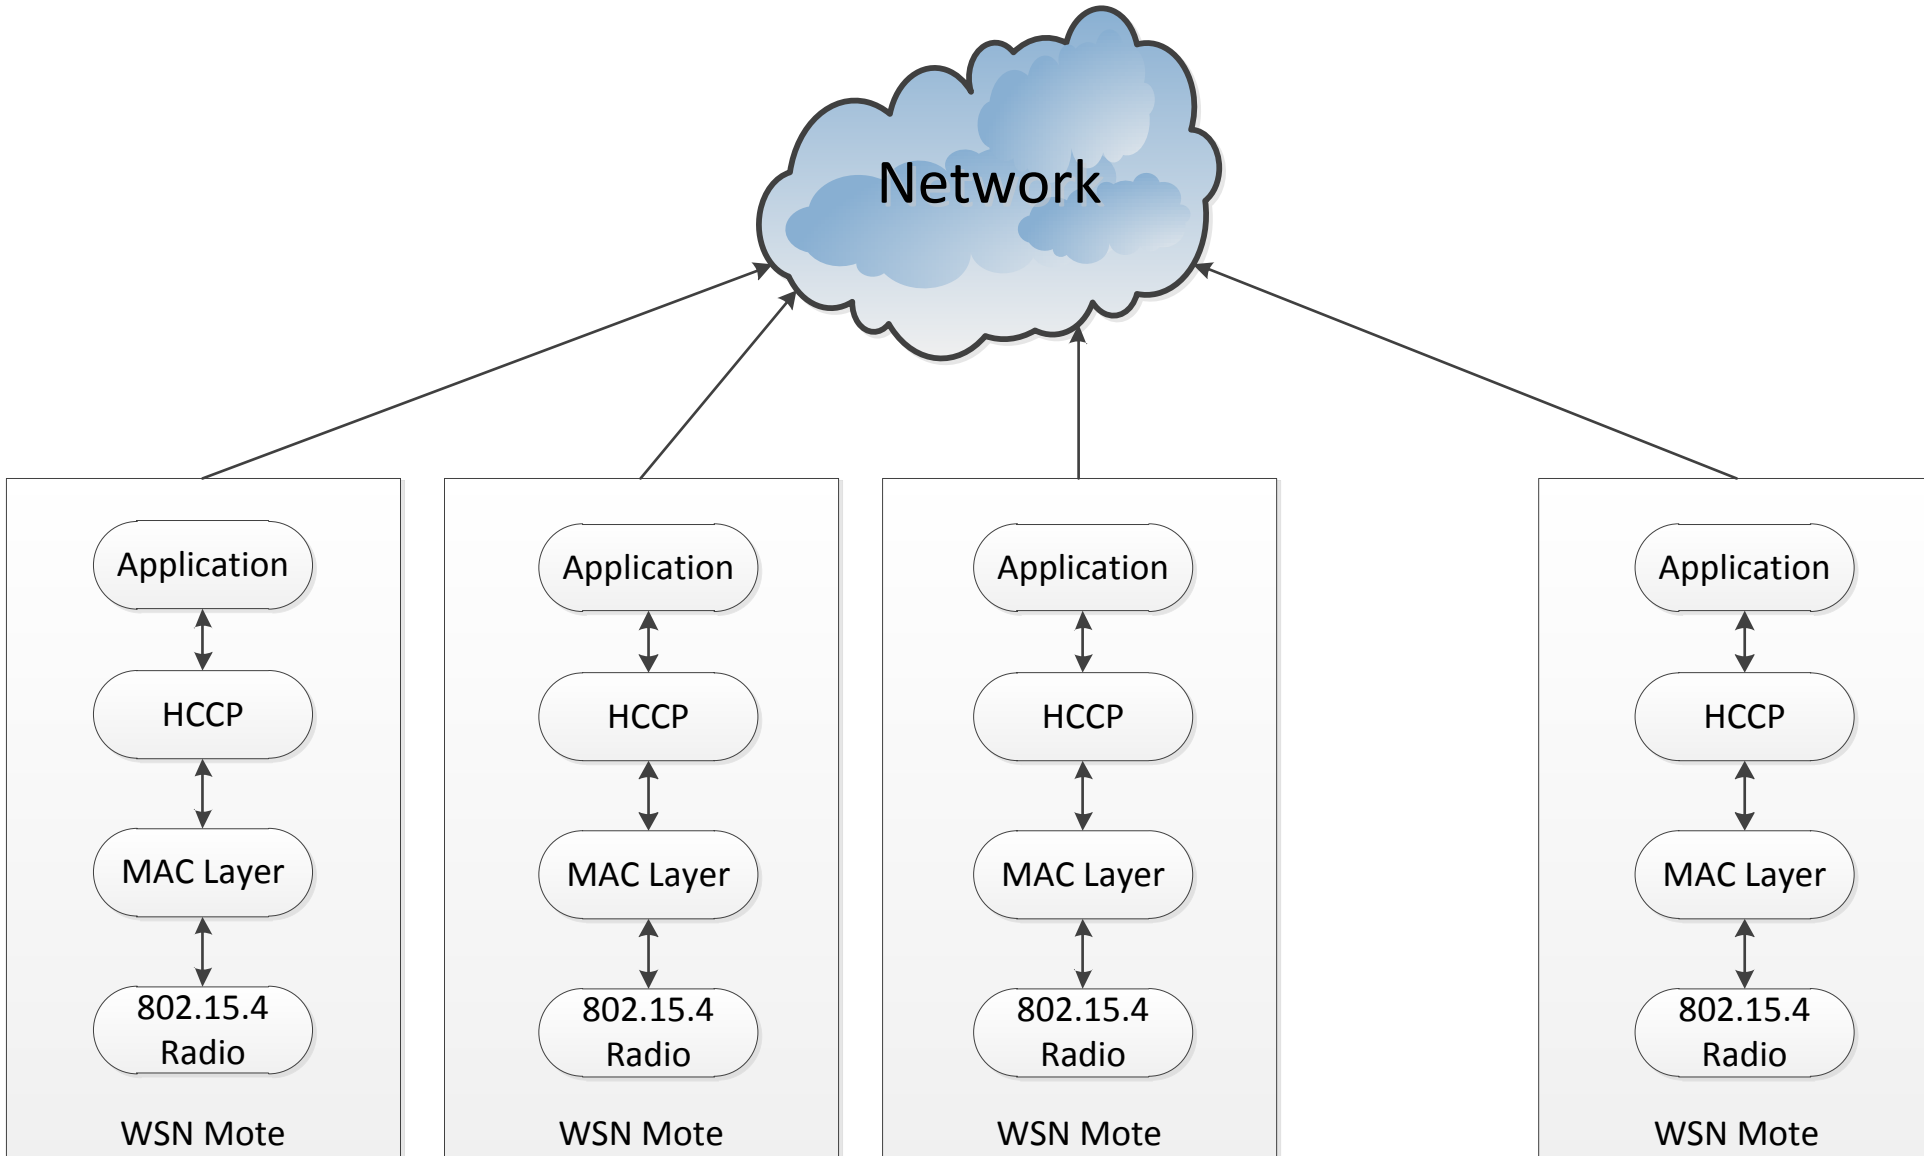 Network
Application
HCCP
MAC Layer
802.15.4
Radio
WSN Mote
Application
HCCP
MAC Layer
802.15.4
Radio
WSN Mote
Application
HCCP
MAC Layer
802.15.4
Radio
WSN Mote
Application
HCCP
MAC Layer
802.15.4
Radio
WSN Mote